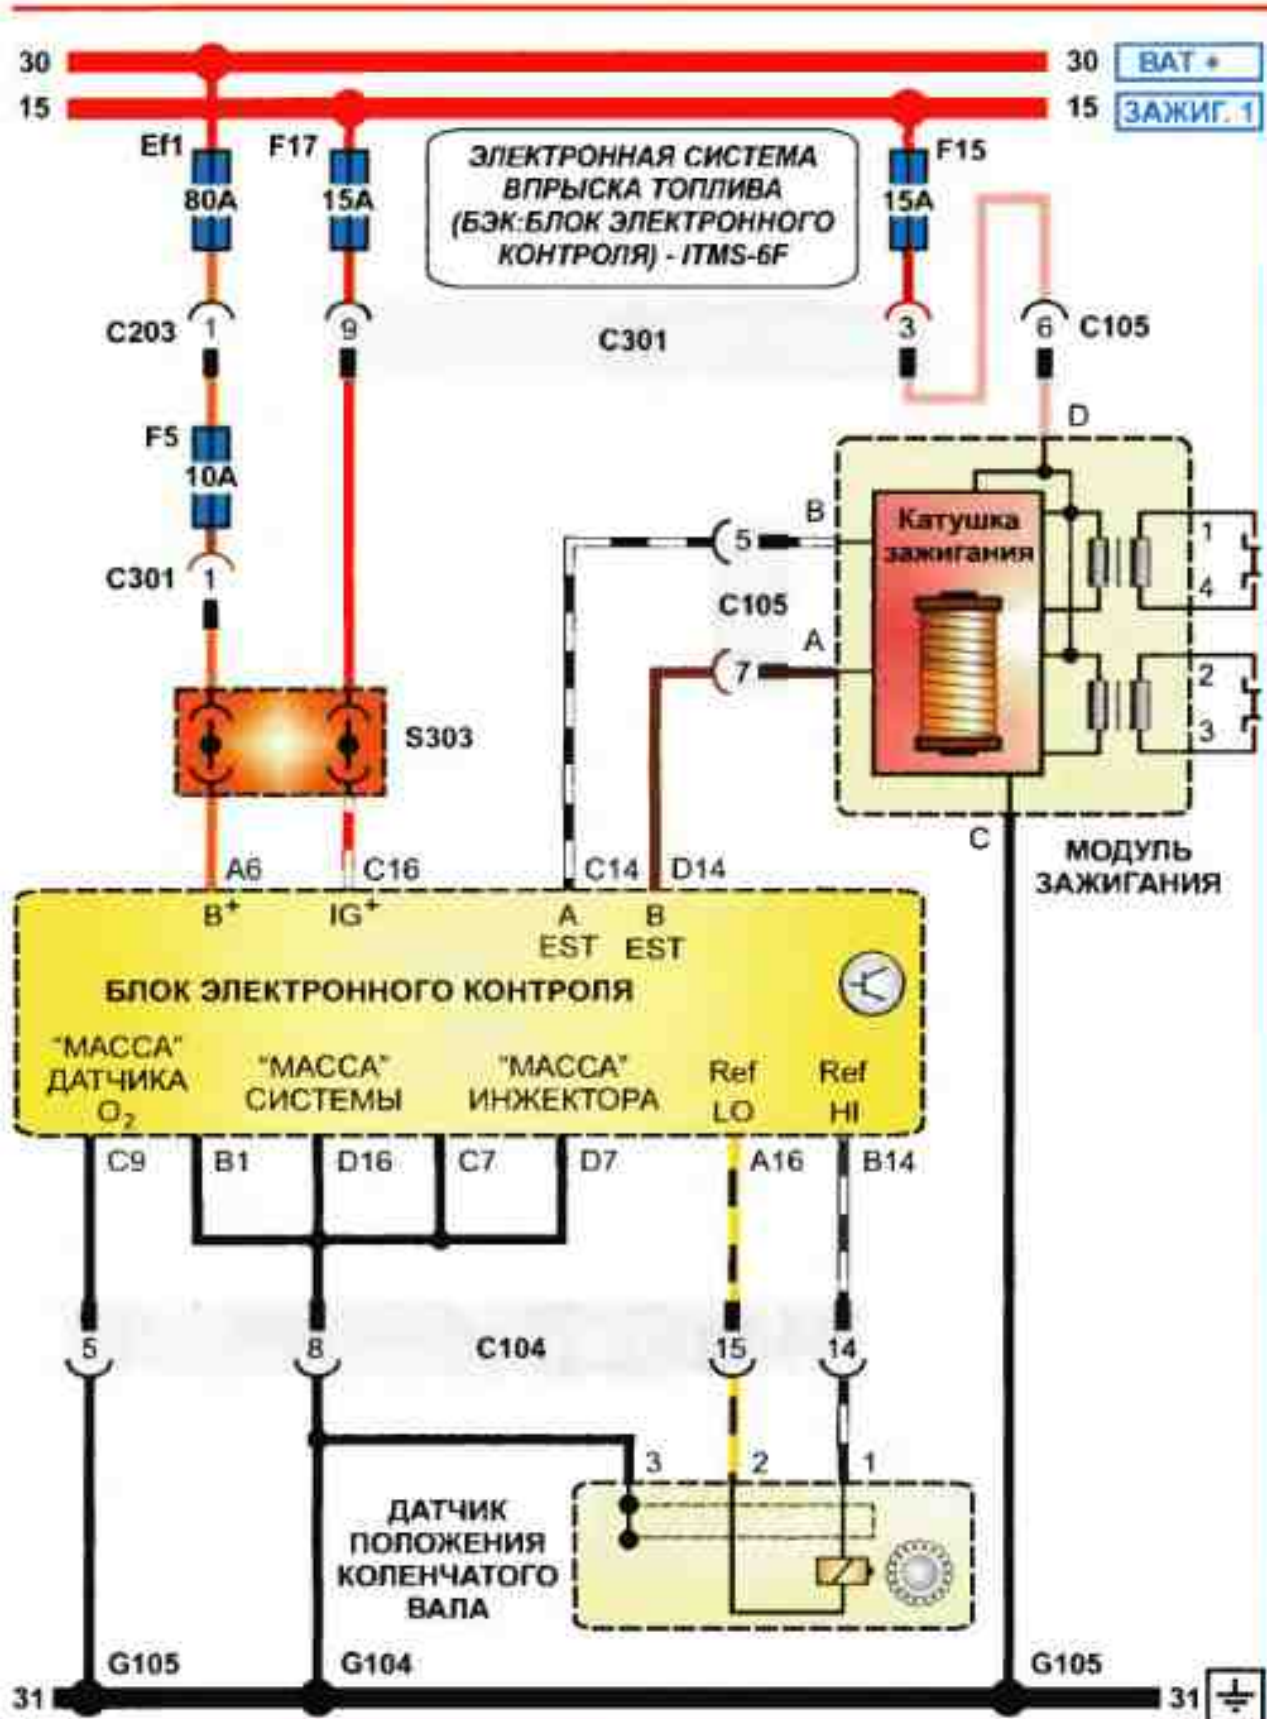 30
30
BAT +
15
15
ЗАЖИГ. 1
Ef1
F17
F15
80A
15A
15A
ЭЛЕКТРОННАЯ СИСТЕМА
ВПРЫСКА ТОПЛИВА
(БЭК:БЛОК ЭЛЕКТРОННОГО
КОНТРОЛЯ) - ITMS-6F
C203
1
9
C301
3
6
C105
F5
10A
D
C301
1
B
5
C105
A
7
Катушка
зажигания
1
4
2
3
S303
C
МОДУЛЬ
ЗАЖИГАНИЯ
A6
C16
C14
D14
B+
IG+
A
EST
B
EST
БЛОК ЭЛЕКТРОННОГО КОНТРОЛЯ
"МАССА"
ДАТЧИКА
O2
"МАССА"
СИСТЕМЫ
"МАССА"
ИНЖЕКТОРА
Ref
LO
Ref
HI
C9
B1
D16
C7
D7
A16
B14
5
8
C104
15
14
3
2
1
ДАТЧИК
ПОЛОЖЕНИЯ
КОЛЕНЧАТОГО
ВАЛА
G105
G104
G105
31
31